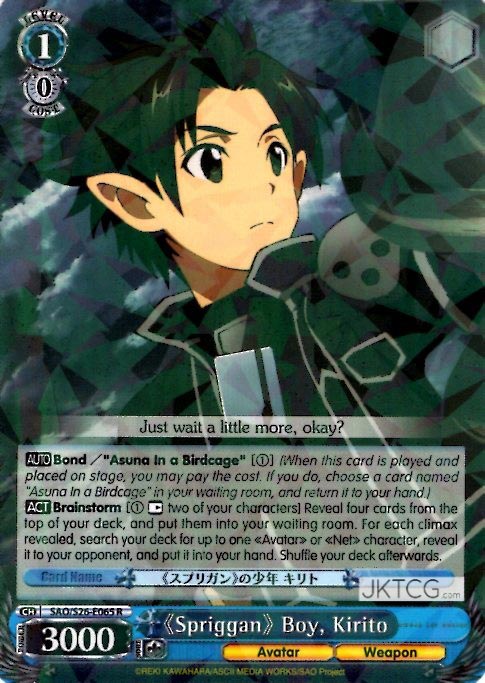 LEVEL
1
0
COST
Just wait a little more, okay?
AUTO Bond ／"Asuna In a Birdcage" [①] (When this card is played and
placed on stage, you may pay the cost. If you do, choose a card named
"Asuna In a Birdcage" in your waiting room, and return it to your hand.)
ACT Brainstorm [① two of your characters] Reveal four cards from the
top of your deck, and put them into your waiting room. For each climax
revealed, search your deck for up to one «Avatar» or «Net» character, reveal
it to your opponent, and put it into your hand. Shuffle your deck afterwards.
Card Name
《スプリガン》の少年 キリト
JKTCG.com
CH SAO/S26-E065 R
POWER
3000
SOUL
《Spriggan》 Boy, Kirito
Avatar
Weapon
©REKI KAWAHARA/ASCII MEDIA WORKS/SAO Project